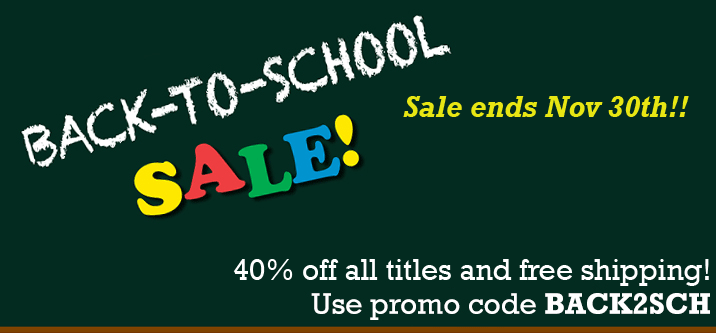 BACK-TO-SCHOOL
SALE!
Sale ends Nov 30th!!
40% off all titles and free shipping!
Use promo code BACK2SCH